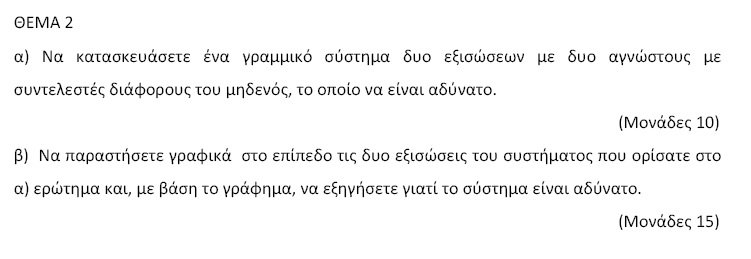 ΘΕΜΑ 2
α) Να κατασκευάσετε ένα γραμμικό σύστημα δυο εξισώσεων με δυο αγνώστους με
συντελεστές διάφορους του μηδενός, το οποίο να είναι αδύνατο.
(Μονάδες 10)
β) Να παραστήσετε γραφικά στο επίπεδο τις δυο εξισώσεις του συστήματος που ορίσατε στο
α) ερώτημα και, με βάση το γράφημα, να εξηγήσετε γιατί το σύστημα είναι αδύνατο.
(Μονάδες 15)